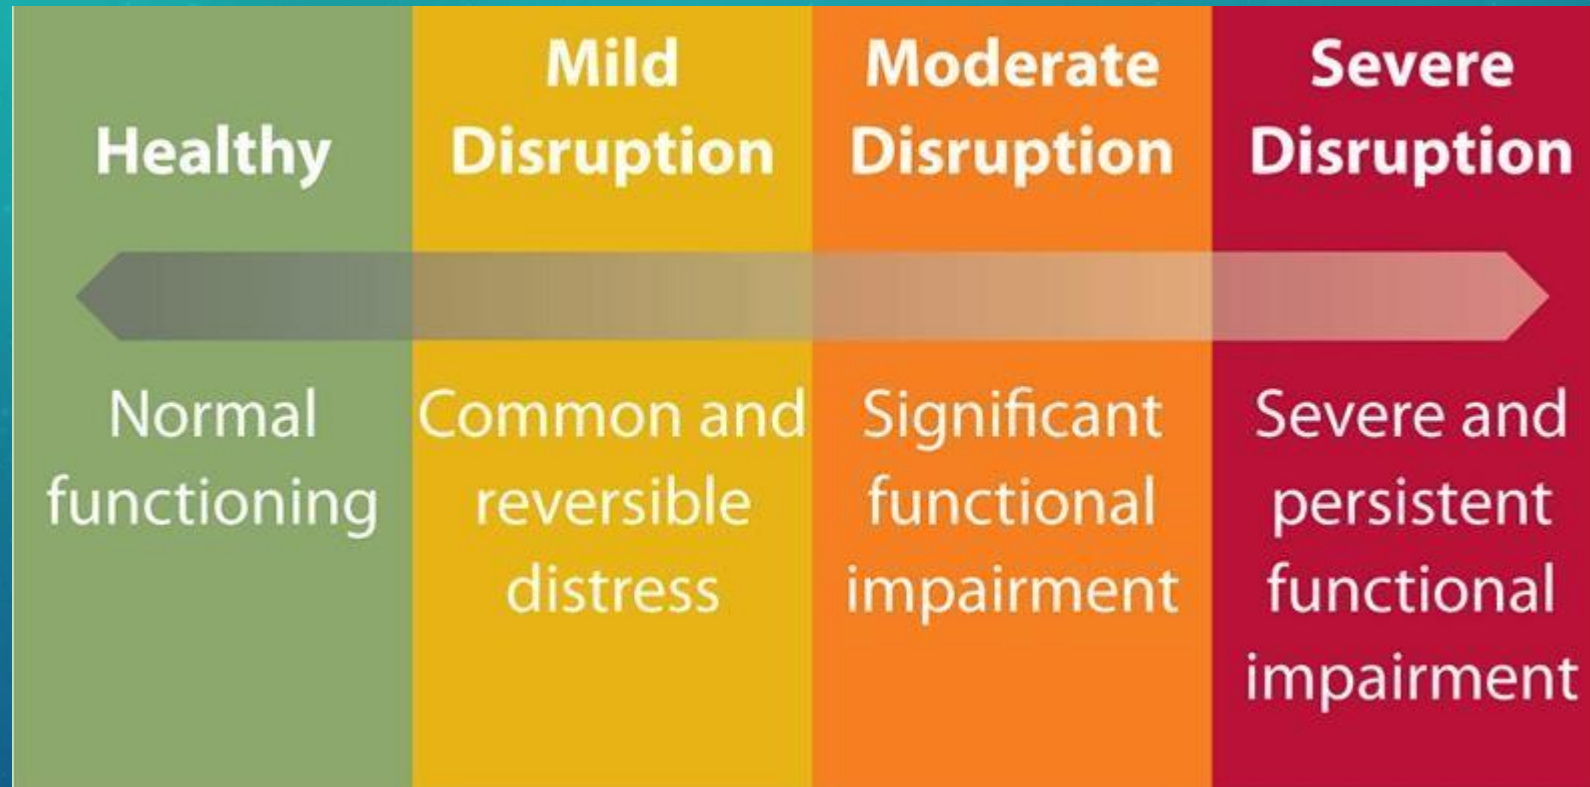 Healthy
Mild
Disruption
Moderate
Disruption
Severe
Disruption
Normal
functioning
Common and
reversible
distress
Significant
functional
impairment
Severe and
persistent
functional
impairment